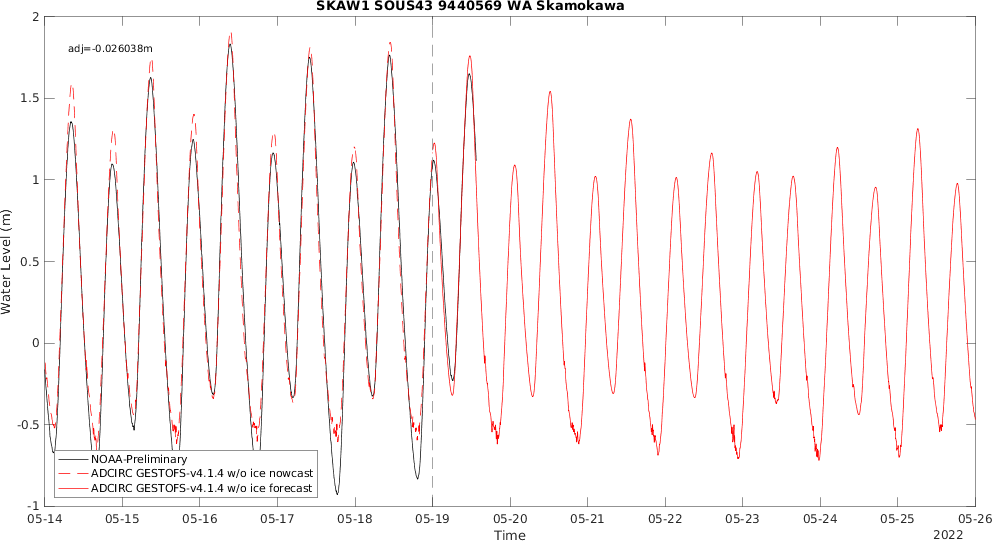 SKAW1 SOUS43 9440569 WA Skamokawa
adj=-0.026038m
Water Level (m)
2
1.5
1
0.5
0
-0.5
-1
NOAA-Preliminary
ADCIRC GESTOFS-v4.1.4 w/o ice nowcast
ADCIRC GESTOFS-v4.1.4 w/o ice forecast
05-14 05-15 05-16 05-17 05-18 05-19 05-20 05-21 05-22 05-23 05-24 05-25 05-26
Time
2022